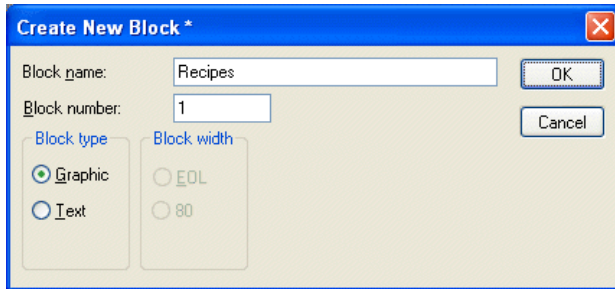 Create New Block *
Block name: Recipes OK
Block number: 1 Cancel
Block type Block width
Graphic EOL
Text 80